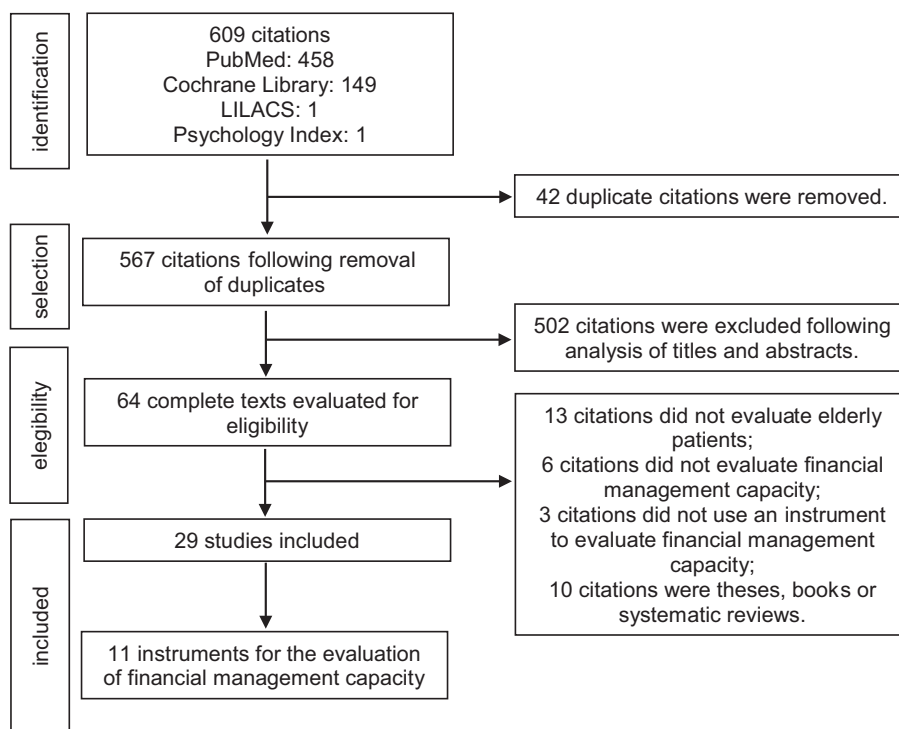 identification
609 citations
PubMed: 458
Cochrane Library: 149
LILACS: 1
Psychology Index: 1
42 duplicate citations were removed.
selection
567 citations following removal
of duplicates
502 citations were excluded following
analysis of titles and abstracts.
elegibility
64 complete texts evaluated for
eligibility
13 citations did not evaluate elderly
patients;
6 citations did not evaluate financial
management capacity;
3 citations did not use an instrument
to evaluate financial management
capacity;
10 citations were theses, books or
systematic reviews.
included
29 studies included
11 instruments for the evaluation
of financial management capacity